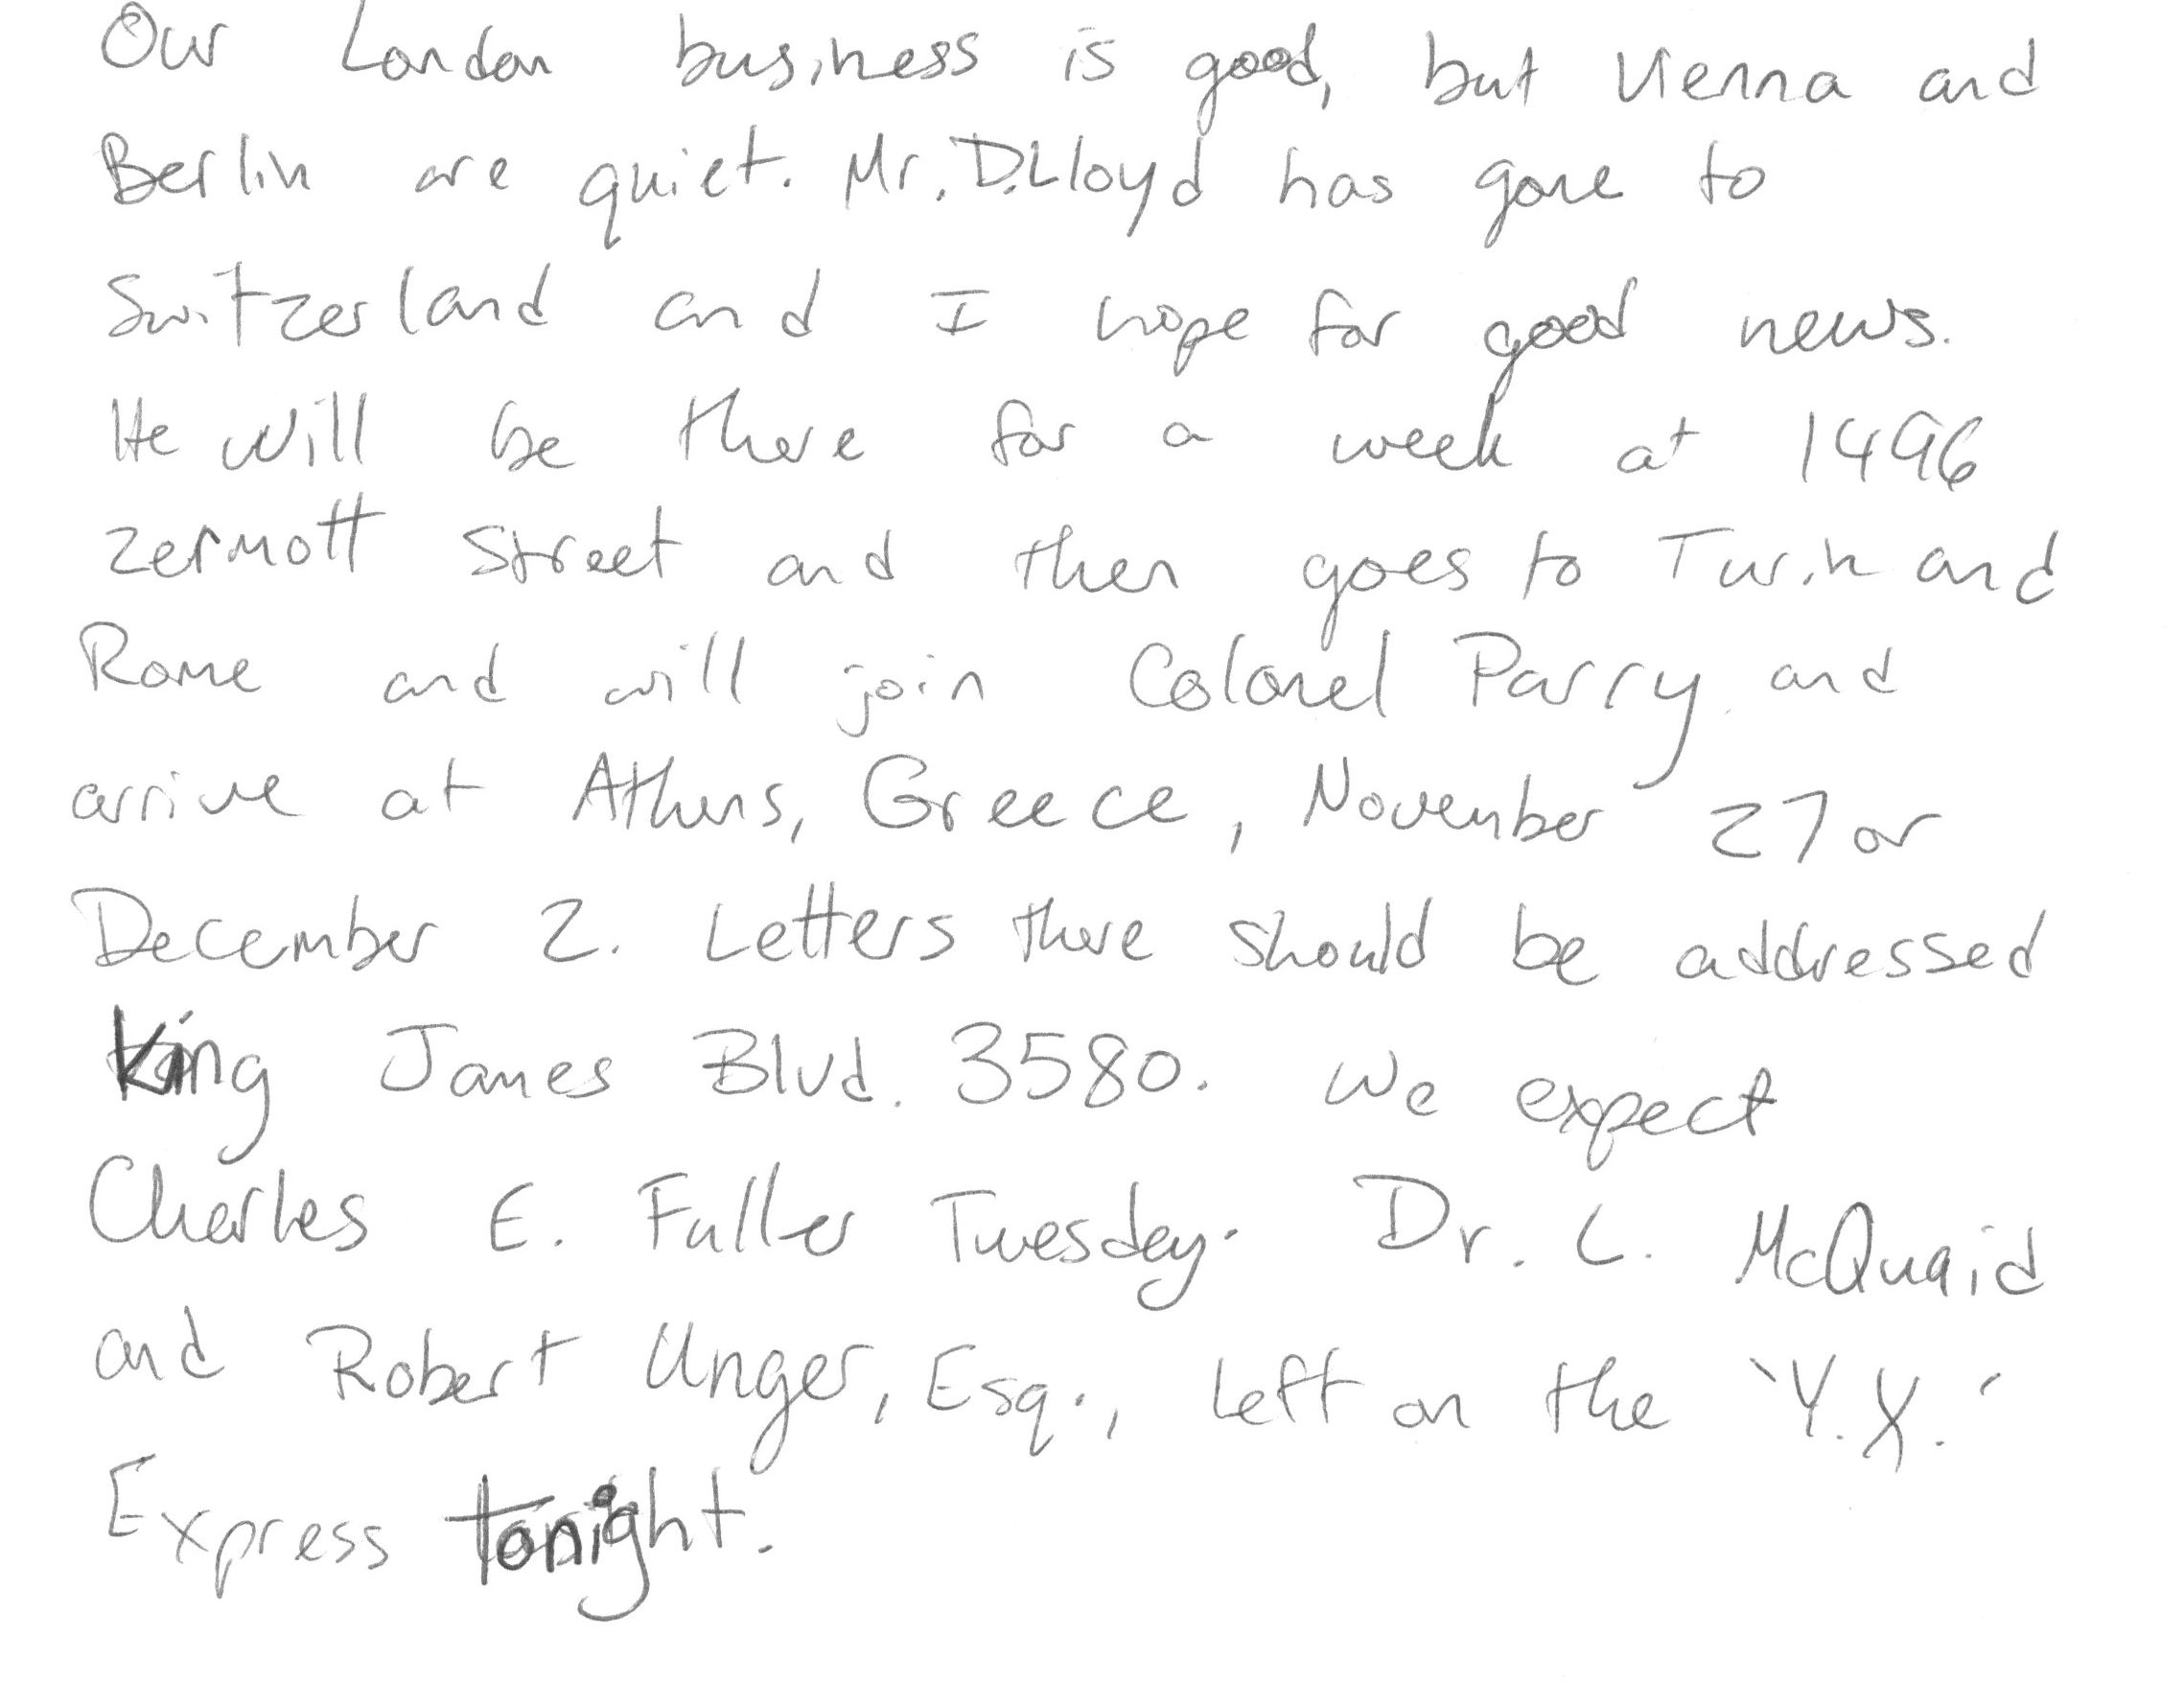 Our London business is good, but Vienna and
Berlin are quiet. Mr. D. Lloyd has gone to
Switzerland and I hope for good news.
He will be there for a week at 1496
Zermott Street and then goes to Turin and
Rome and will join Colonel Parry and
arrive at Athens, Greece, November 27 or
December 2. Letters there should be addressed
King James Blvd. 3580. We expect
Charles E. Fuller Tuesday. Dr. L. McQuaid
and Robert Unger, Esq., left on the 'Y.X.'
Express tonight.